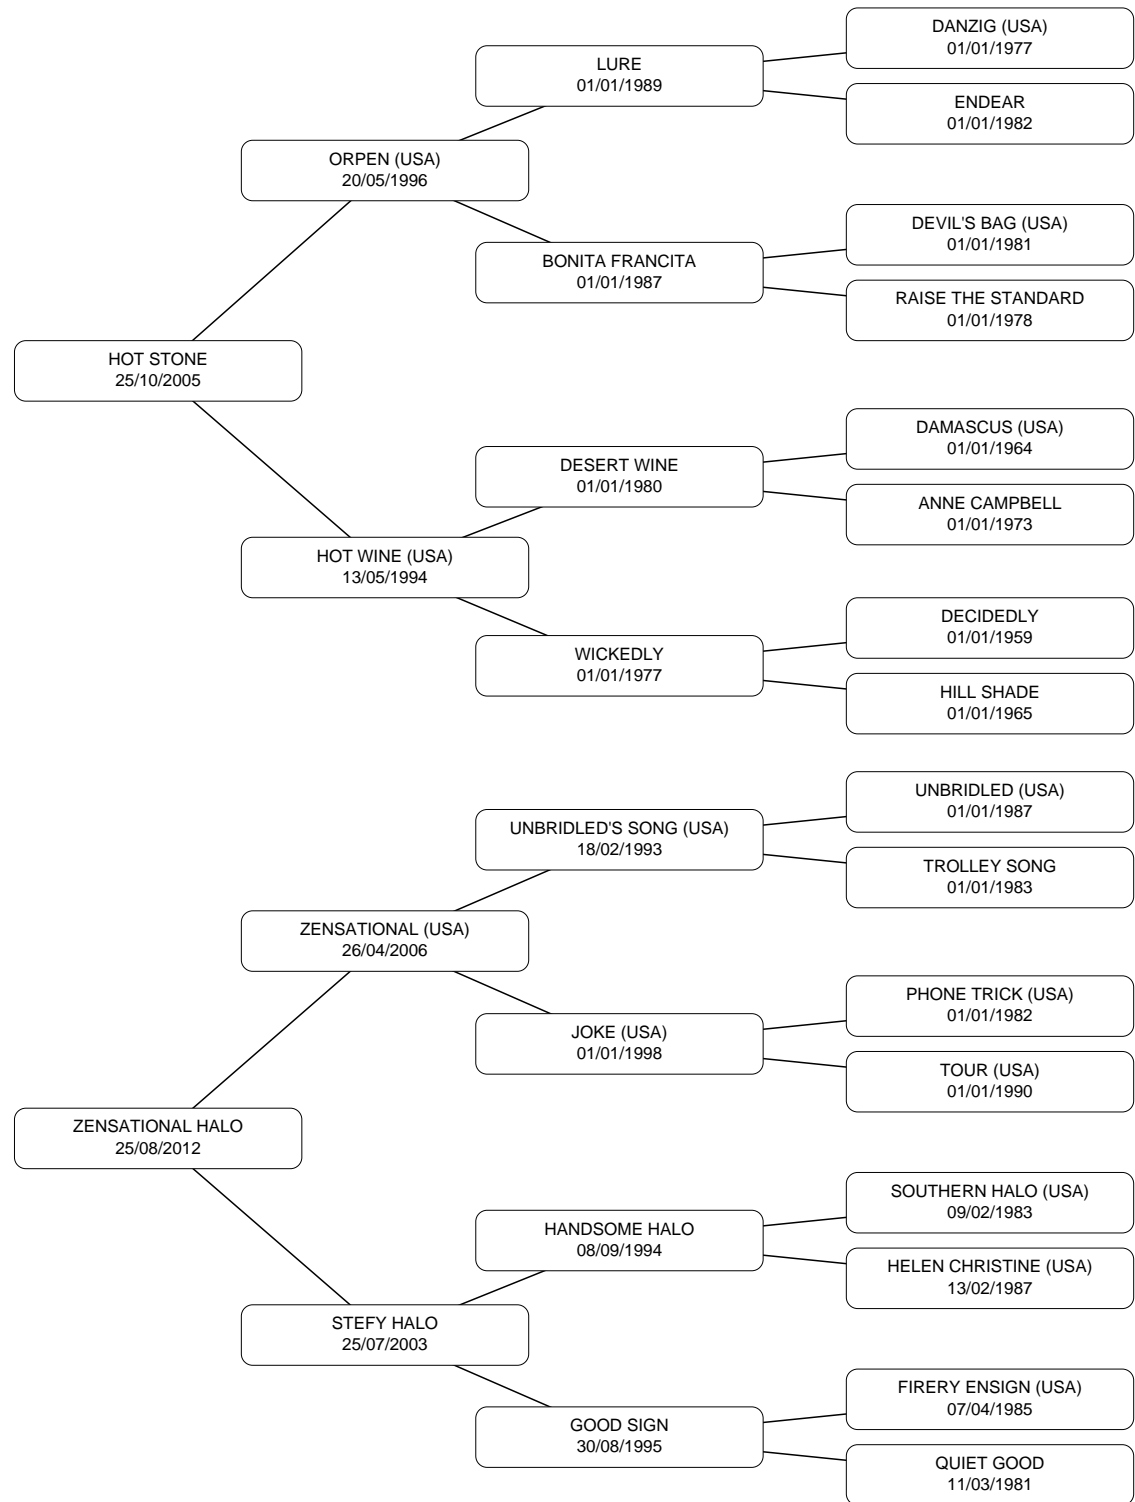 DANZIG (USA)
01/01/1977
LURE
01/01/1989
ENDEAR
01/01/1982
ORPEN (USA)
20/05/1996
DEVIL'S BAG (USA)
01/01/1981
BONITA FRANCITA
01/01/1987
RAISE THE STANDARD
01/01/1978
HOT STONE
25/10/2005
DAMASCUS (USA)
01/01/1964
DESERT WINE
01/01/1980
ANNE CAMPBELL
01/01/1973
HOT WINE (USA)
13/05/1994
DECIDEDLY
01/01/1959
WICKEDLY
01/01/1977
HILL SHADE
01/01/1965
UNBRIDLED (USA)
01/01/1987
UNBRIDLED'S SONG (USA)
18/02/1993
TROLLEY SONG
01/01/1983
ZENSATIONAL (USA)
26/04/2006
PHONE TRICK (USA)
01/01/1982
JOKE (USA)
01/01/1998
TOUR (USA)
01/01/1990
ZENSATIONAL HALO
25/08/2012
SOUTHERN HALO (USA)
09/02/1983
HANDSOME HALO
08/09/1994
HELEN CHRISTINE (USA)
13/02/1987
STEFY HALO
25/07/2003
FIRERY ENSIGN (USA)
07/04/1985
GOOD SIGN
30/08/1995
QUIET GOOD
11/03/1981